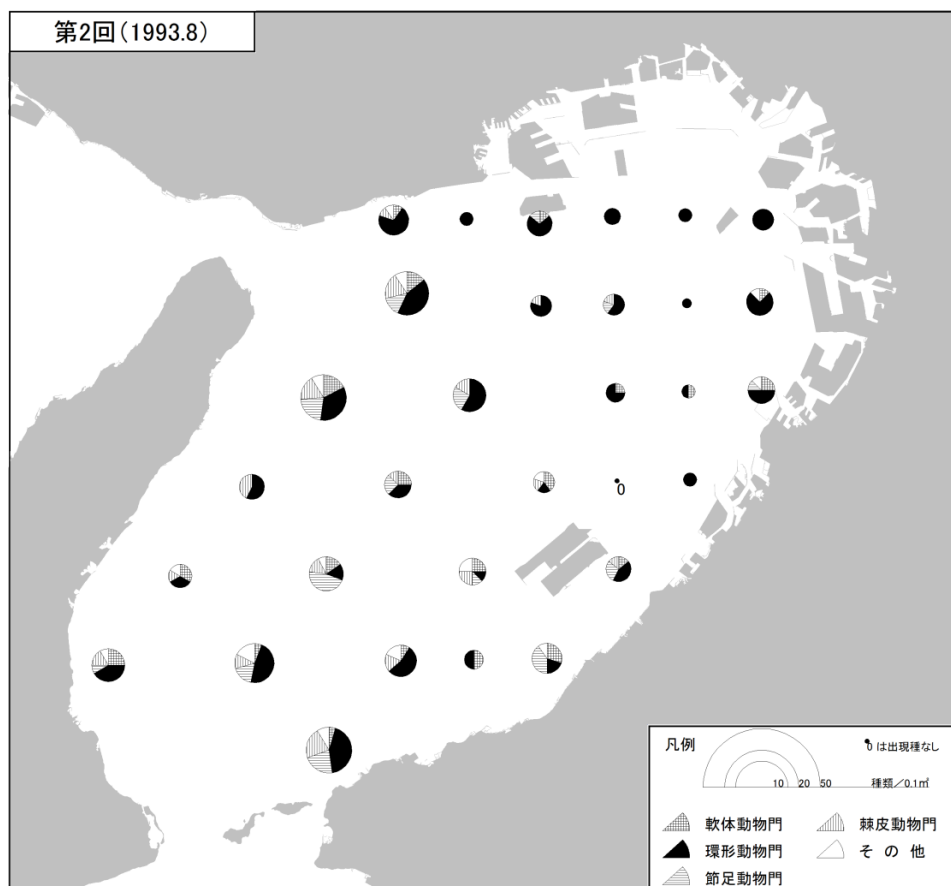 第2回(1993.8)
0
凡例
0 は出現種なし
10 20 50 種類/0.1㎡
軟体動物門 棘皮動物門
環形動物門 その他
節足動物門